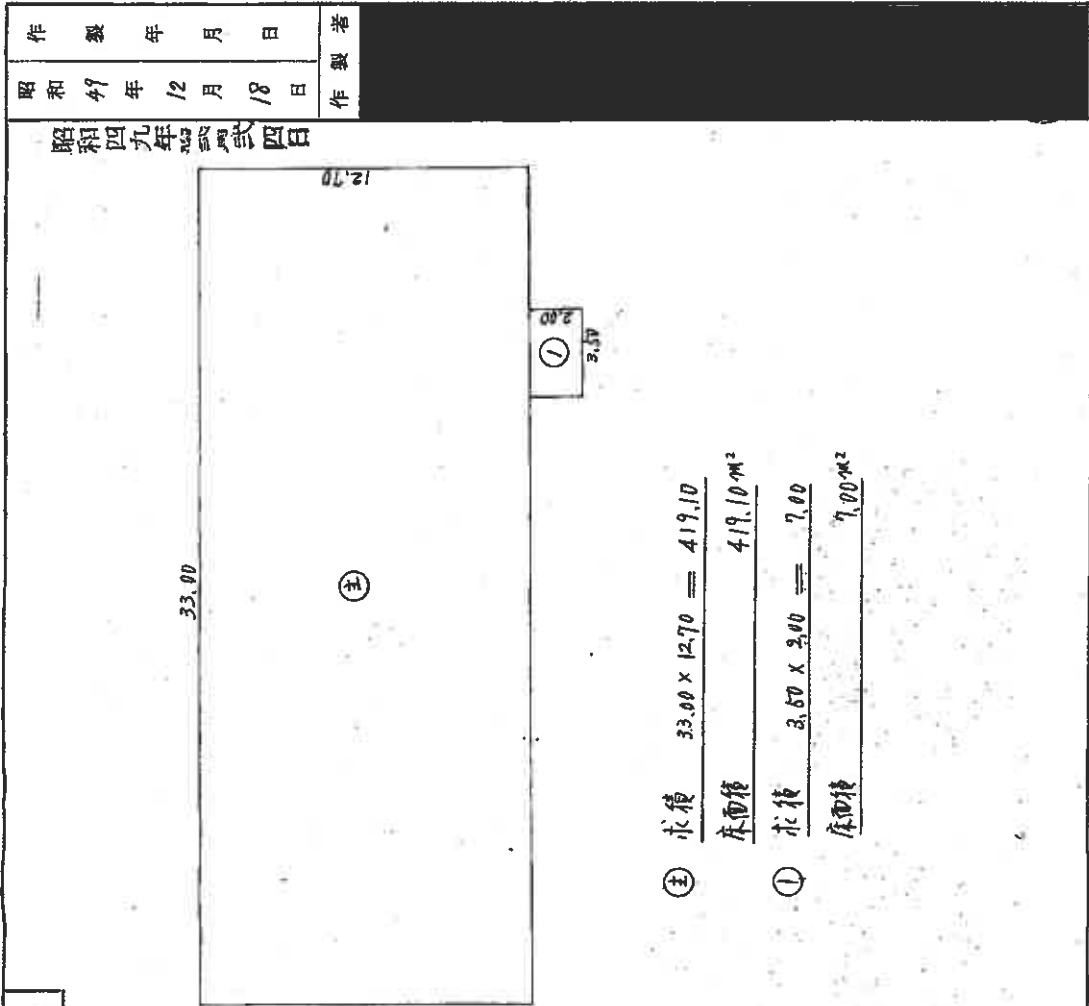 作製年月日
昭和49年12月18日
作製者
昭和四九年
弐四日
12.70
33.00
主
1
2.00
3.50
主 求積 33.00 × 12.70 = 419.10
床面積 419.10m²
1 求積 3.50 × 2.00 = 7.00
床面積 7.00m²